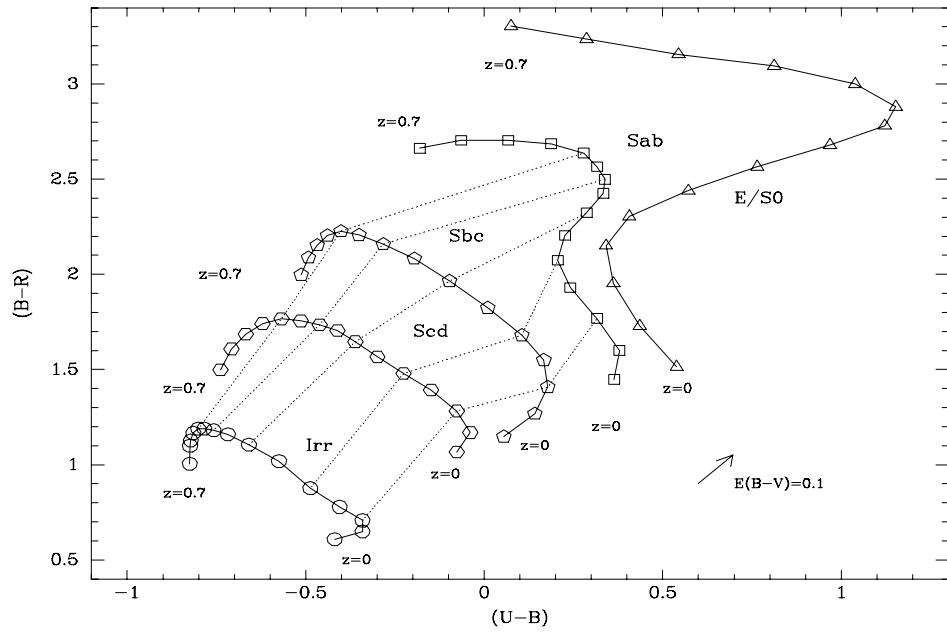 z=0.7
3
z=0.7
Sab
2.5
E/S0
Sbc
(B−R)
2
z=0.7
Scd
1.5
z=0.7
z=0
z=0
z=0
Irr
z=0
1
z=0.7
E(B−V)=0.1
z=0
0.5
−1
−0.5
0
0.5
1
(U−B)